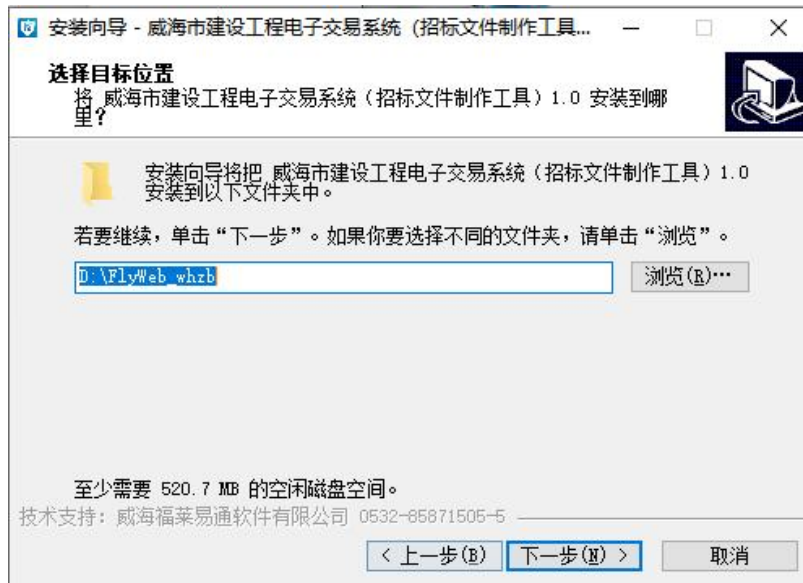 安装向导 - 威海市建设工程电子交易系统（招标文件制作工具...
选择目标位置
将 威海市建设工程电子交易系统（招标文件制作工具）1.0 安装到哪
里？
安装向导将把 威海市建设工程电子交易系统（招标文件制作工具）1.0
安装到以下文件夹中。
若要继续，单击“下一步”。如果你要选择不同的文件夹，请单击“浏览”。
D:\FlyWeb_whzb
浏览(R)...
至少需要 520.7 MB 的空闲磁盘空间。
技术支持：威海福莱易通软件有限公司 0532-85871505-5
< 上一步(B)
下一步(N) >
取消